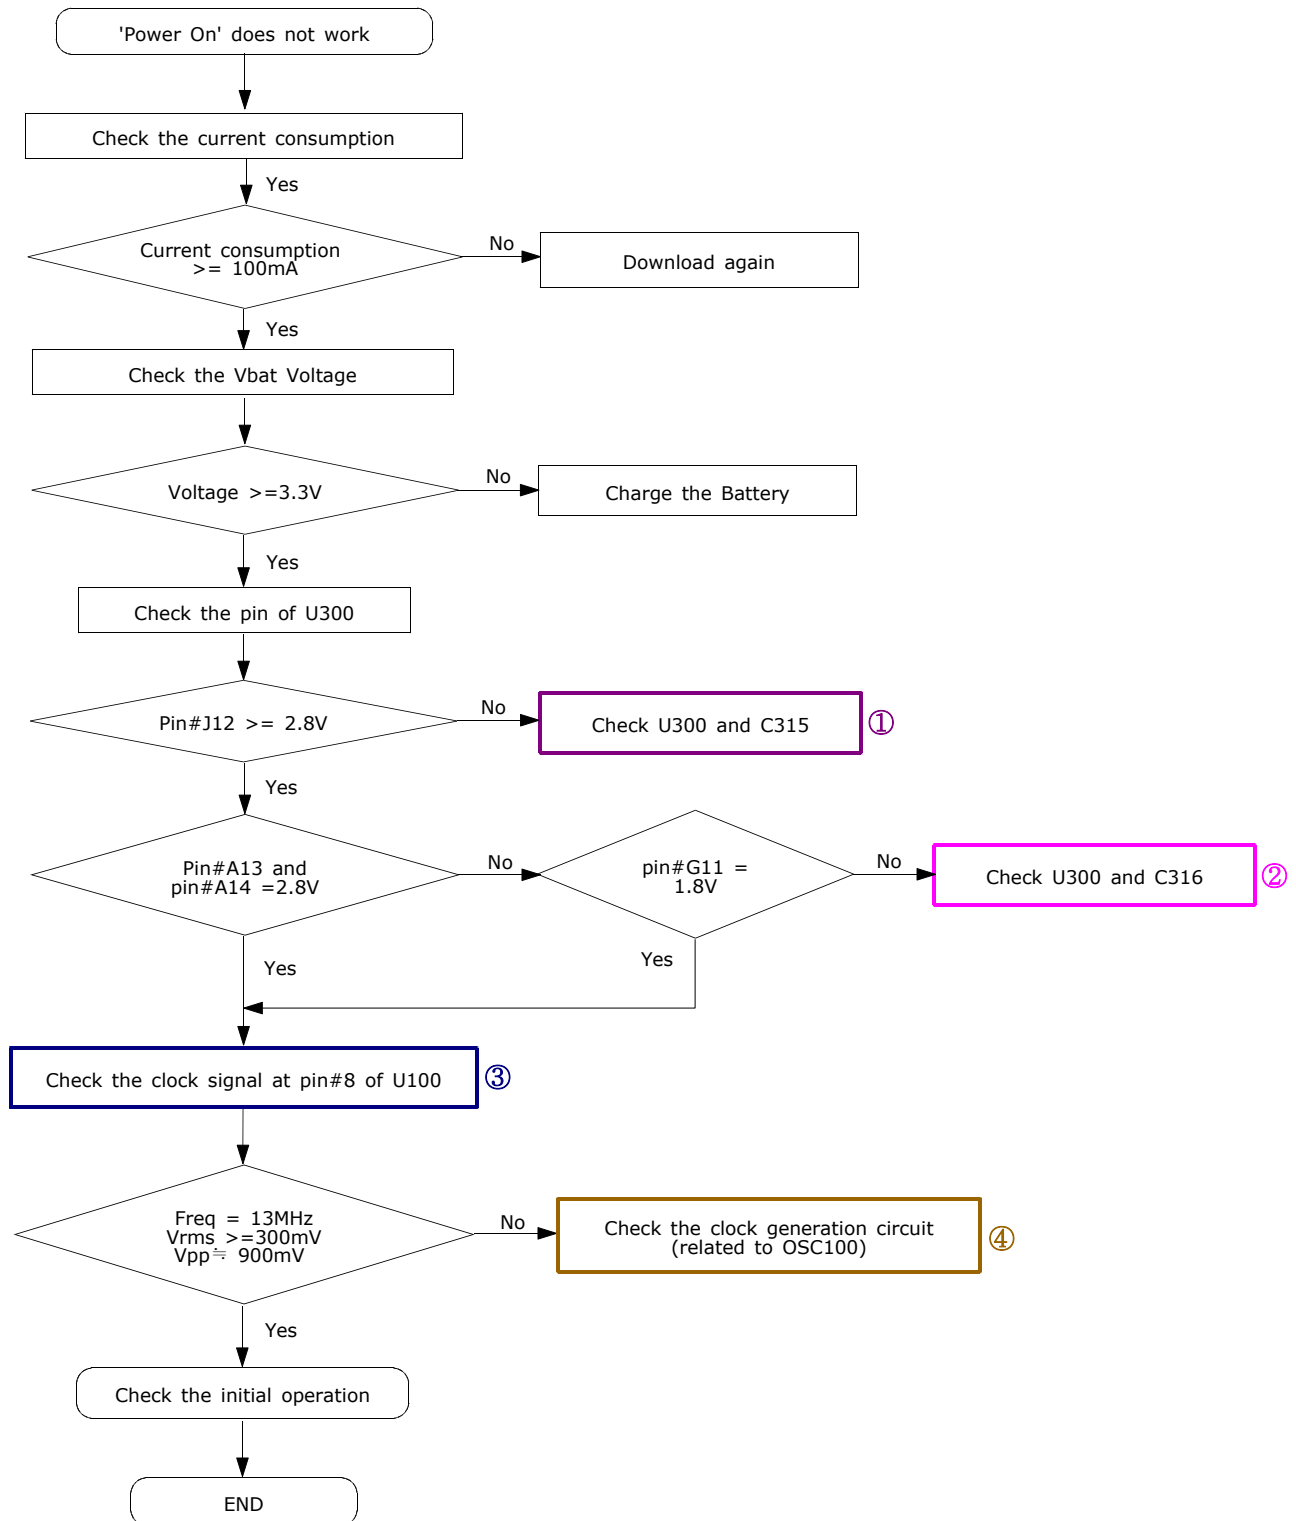 'Power On' does not work
Check the current consumption
Yes
Current consumption
>= 100mA
No
Download again
Yes
Check the Vbat Voltage
Voltage >=3.3V
No
Charge the Battery
Yes
Check the pin of U300
Pin#J12 >= 2.8V
No
Check U300 and C315
①
Yes
Pin#A13 and
pin#A14 =2.8V
No
pin#G11 =
1.8V
No
Check U300 and C316
②
Yes
Yes
Check the clock signal at pin#8 of U100
③
Freq = 13MHz
Vrms >=300mV
Vpp≒ 900mV
No
Check the clock generation circuit
(related to OSC100)
④
Yes
Check the initial operation
END